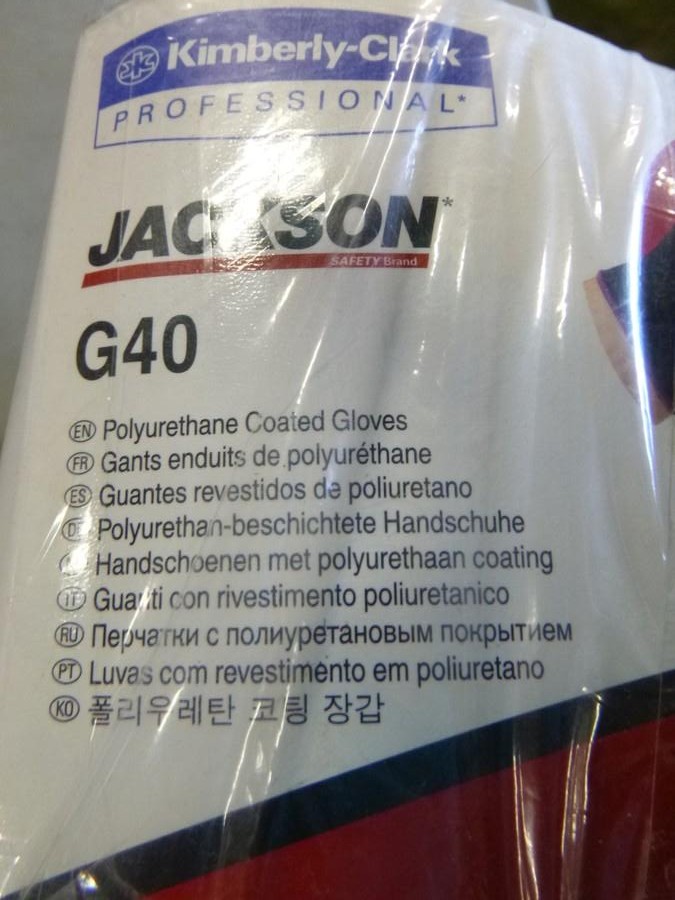 Kimberly-Clark
PROFESSIONAL*
JACKSON*
SAFETY Brand
G40
EN Polyurethane Coated Gloves
FR Gants enduits de polyuréthane
ES Guantes revestidos de poliuretano
DE Polyurethan-beschichtete Handschuhe
Handschoenen met polyurethaan coating
IT Guanti con rivestimento poliuretanico
RU Перчатки с полиуретановым покрытием
PT Luvas com revestimento em poliuretano
KO 폴리우레탄 코팅 장갑